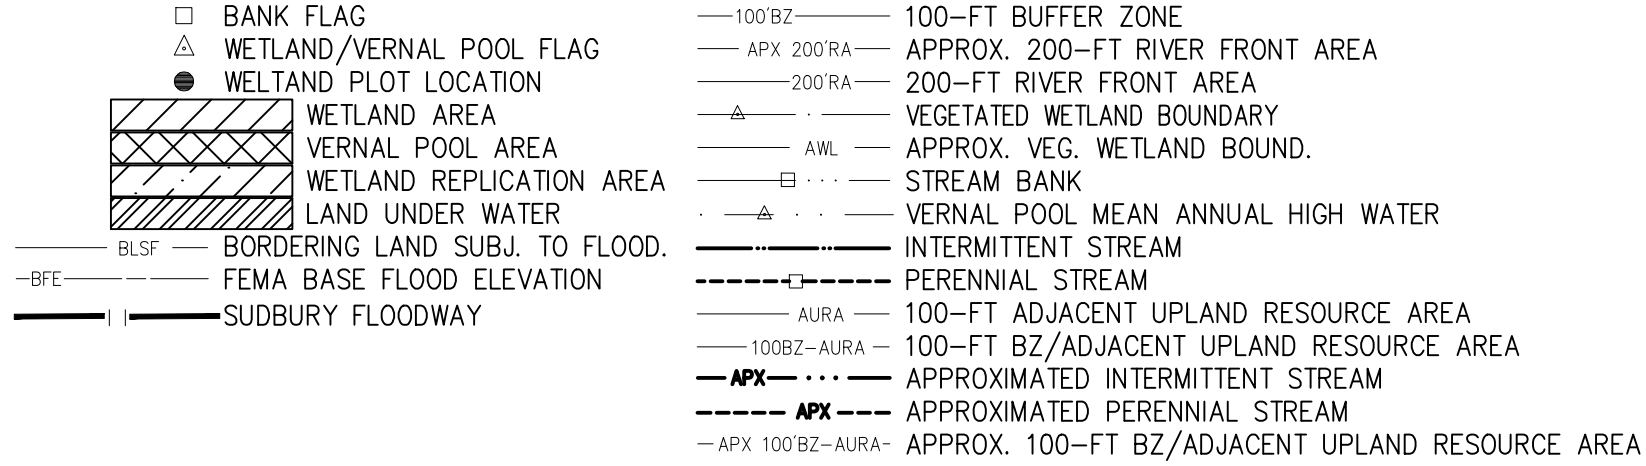 BANK FLAG
WETLAND/VERNAL POOL FLAG
WELTAND PLOT LOCATION
WETLAND AREA
VERNAL POOL AREA
WETLAND REPLICATION AREA
LAND UNDER WATER
BLSF BORDERING LAND SUBJ. TO FLOOD.
BFE FEMA BASE FLOOD ELEVATION
SUDBURY FLOODWAY
100'BZ 100-FT BUFFER ZONE
APX 200'RA APPROX. 200-FT RIVER FRONT AREA
200'RA 200-FT RIVER FRONT AREA
VEGETATED WETLAND BOUNDARY
AWL APPROX. VEG. WETLAND BOUND.
STREAM BANK
VERNAL POOL MEAN ANNUAL HIGH WATER
INTERMITTENT STREAM
PERENNIAL STREAM
AURA 100-FT ADJACENT UPLAND RESOURCE AREA
100BZ-AURA 100-FT BZ/ADJACENT UPLAND RESOURCE AREA
APX APPROXIMATED INTERMITTENT STREAM
APX APPROXIMATED PERENNIAL STREAM
APX 100'BZ-AURA APPROX. 100-FT BZ/ADJACENT UPLAND RESOURCE AREA